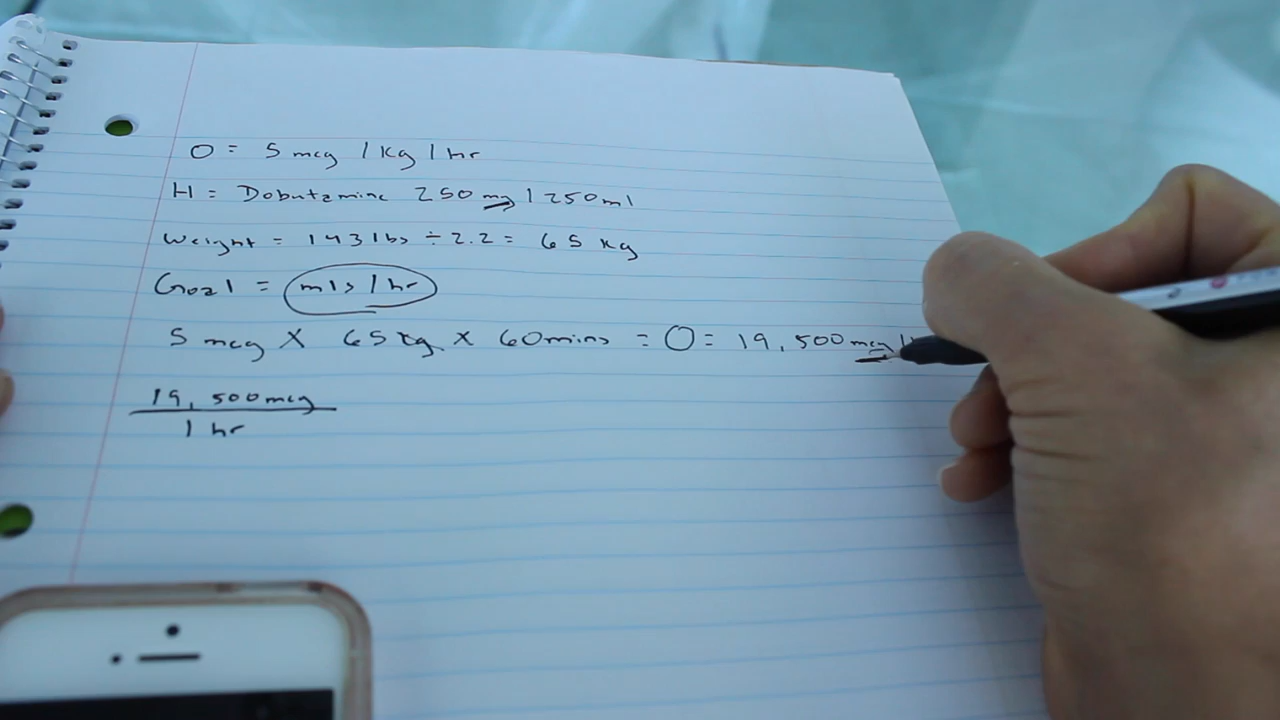 O = 5 mcg / kg / hr
H = Dobutamine 250 mg / 250 ml
Weight = 143 lbs ÷ 2.2 = 65 kg
Goal = mls / hr
5 mcg X 65 kg x 60 mins = O = 19,500 mcg /
19,500 mcg
1 hr